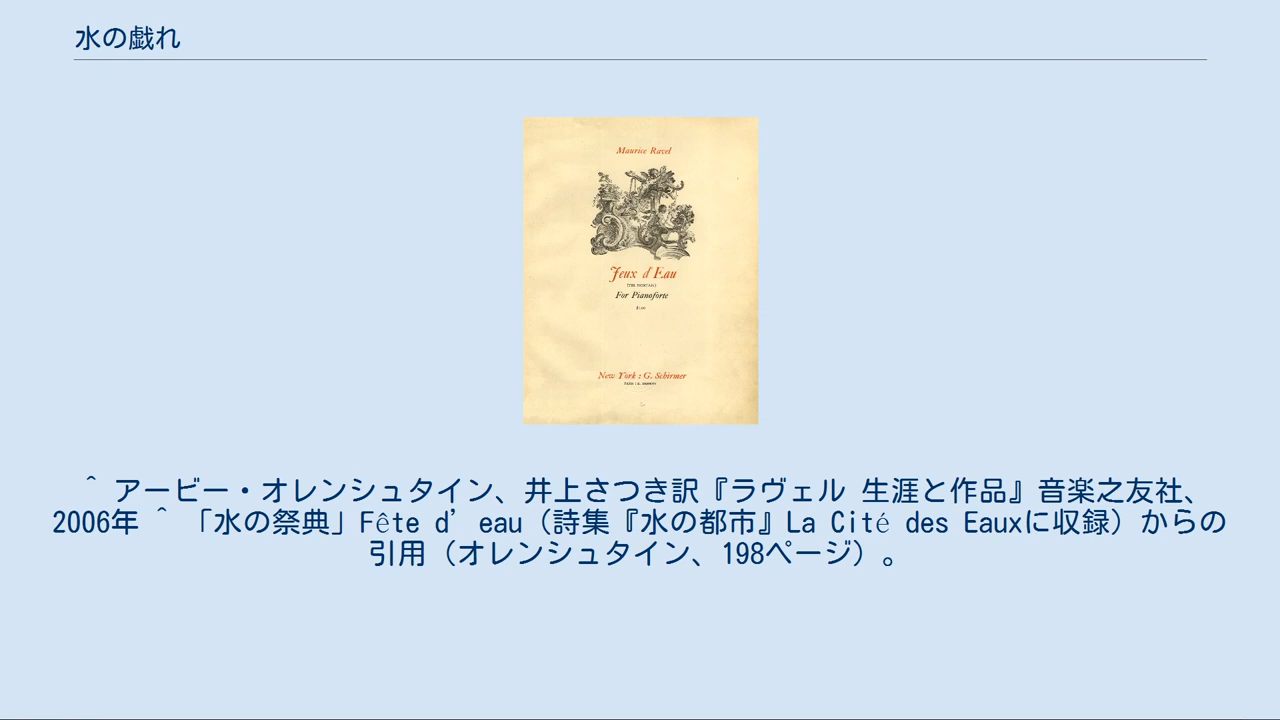 水の戯れ
Maurice Ravel
Jeux d'Eau
For Pianoforte
New York : G. Schirmer
＾ アービー・オレンシュタイン、井上さつき訳『ラヴェル 生涯と作品』音楽之友社、
2006年 ＾ 「水の祭典」Fête d’eau（詩集『水の都市』La Cité des Eauxに収録）からの
引用（オレンシュタイン、198ページ）。